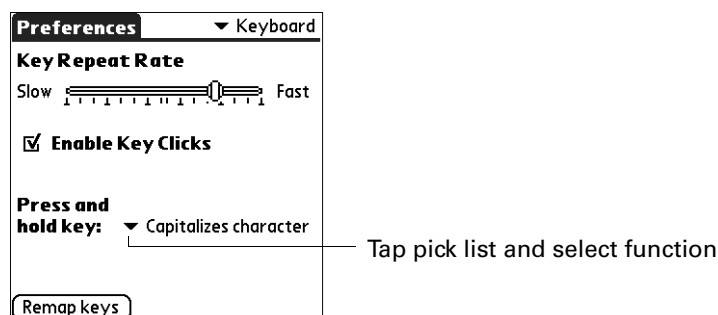 Preferences Keyboard
Key Repeat Rate
Slow Fast
Enable Key Clicks
Press and
hold key: Capitalizes character
Tap pick list and select function
Remap keys